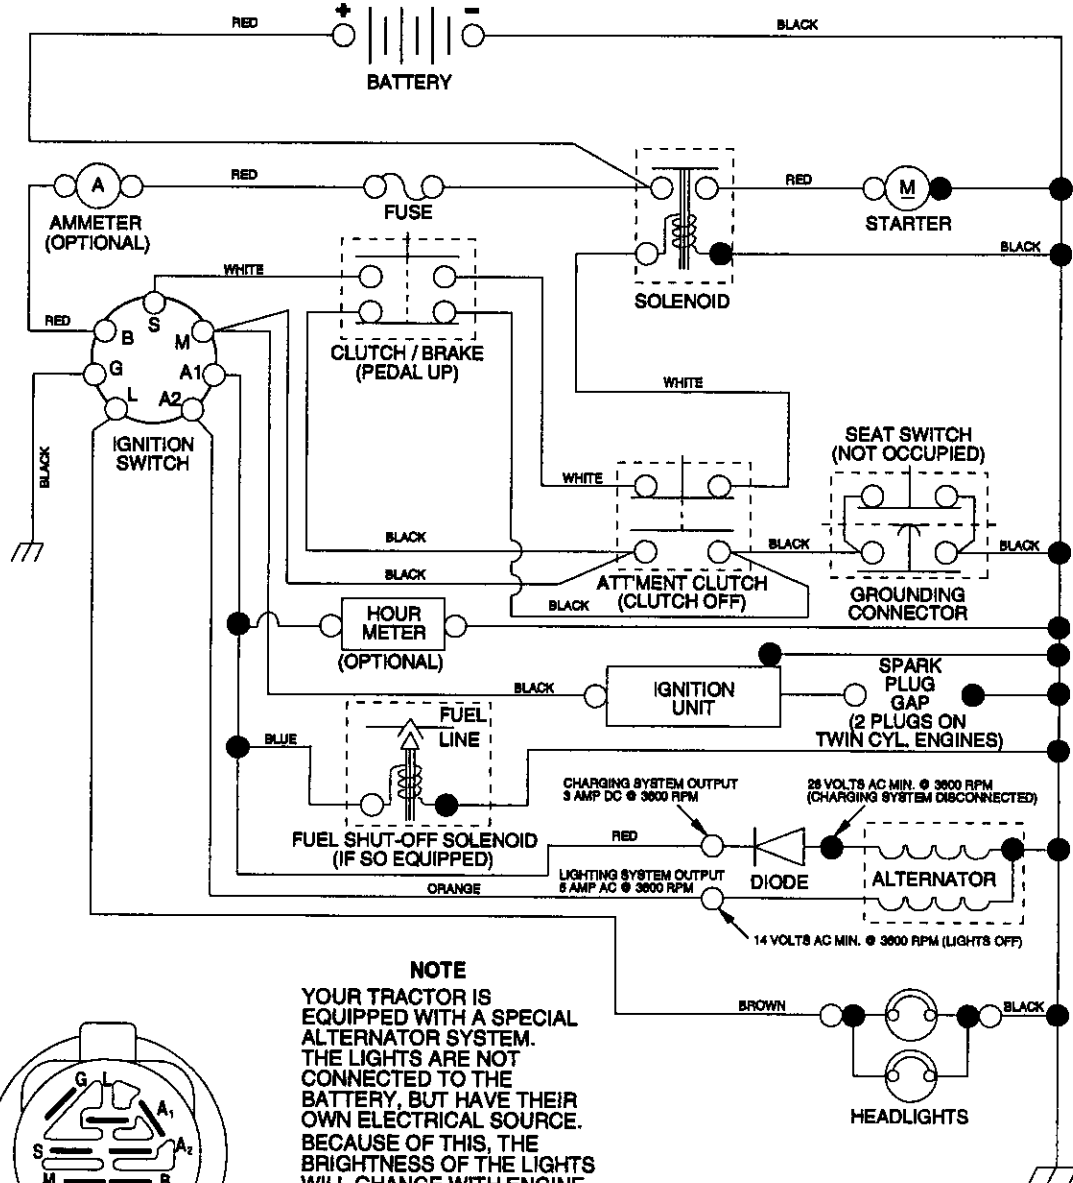 + -
RED
BLACK
BATTERY
A
RED
FUSE
RED
M
AMMETER
(OPTIONAL)
STARTER
BLACK
SOLENOID
WHITE
RED
B
S
M
G
A1
L
A2
CLUTCH / BRAKE
(PEDAL UP)
WHITE
IGNITION
SWITCH
BLACK
SEAT SWITCH
(NOT OCCUPIED)
WHITE
BLACK
BLACK
BLACK
BLACK
ATT'MENT CLUTCH
(CLUTCH OFF)
BLACK
GROUNDING
CONNECTOR
HOUR
METER
(OPTIONAL)
BLACK
IGNITION
UNIT
SPARK
PLUG
GAP
(2 PLUGS ON
TWIN CYL. ENGINES)
FUEL
LINE
BLUE
FUEL SHUT-OFF SOLENOID
(IF SO EQUIPPED)
CHARGING SYSTEM OUTPUT
3 AMP DC @ 3600 RPM
28 VOLTS AC MIN. @ 3600 RPM
(CHARGING SYSTEM DISCONNECTED)
RED
DIODE
ALTERNATOR
LIGHTING SYSTEM OUTPUT
5 AMP AC @ 3600 RPM
ORANGE
14 VOLTS AC MIN. @ 3600 RPM (LIGHTS OFF)
BROWN
BLACK
HEADLIGHTS
NOTE
YOUR TRACTOR IS
EQUIPPED WITH A SPECIAL
ALTERNATOR SYSTEM.
THE LIGHTS ARE NOT
CONNECTED TO THE
BATTERY, BUT HAVE THEIR
OWN ELECTRICAL SOURCE.
BECAUSE OF THIS, THE
BRIGHTNESS OF THE LIGHTS
WILL CHANGE WITH ENGINE
G L
A1
A2
S
M B